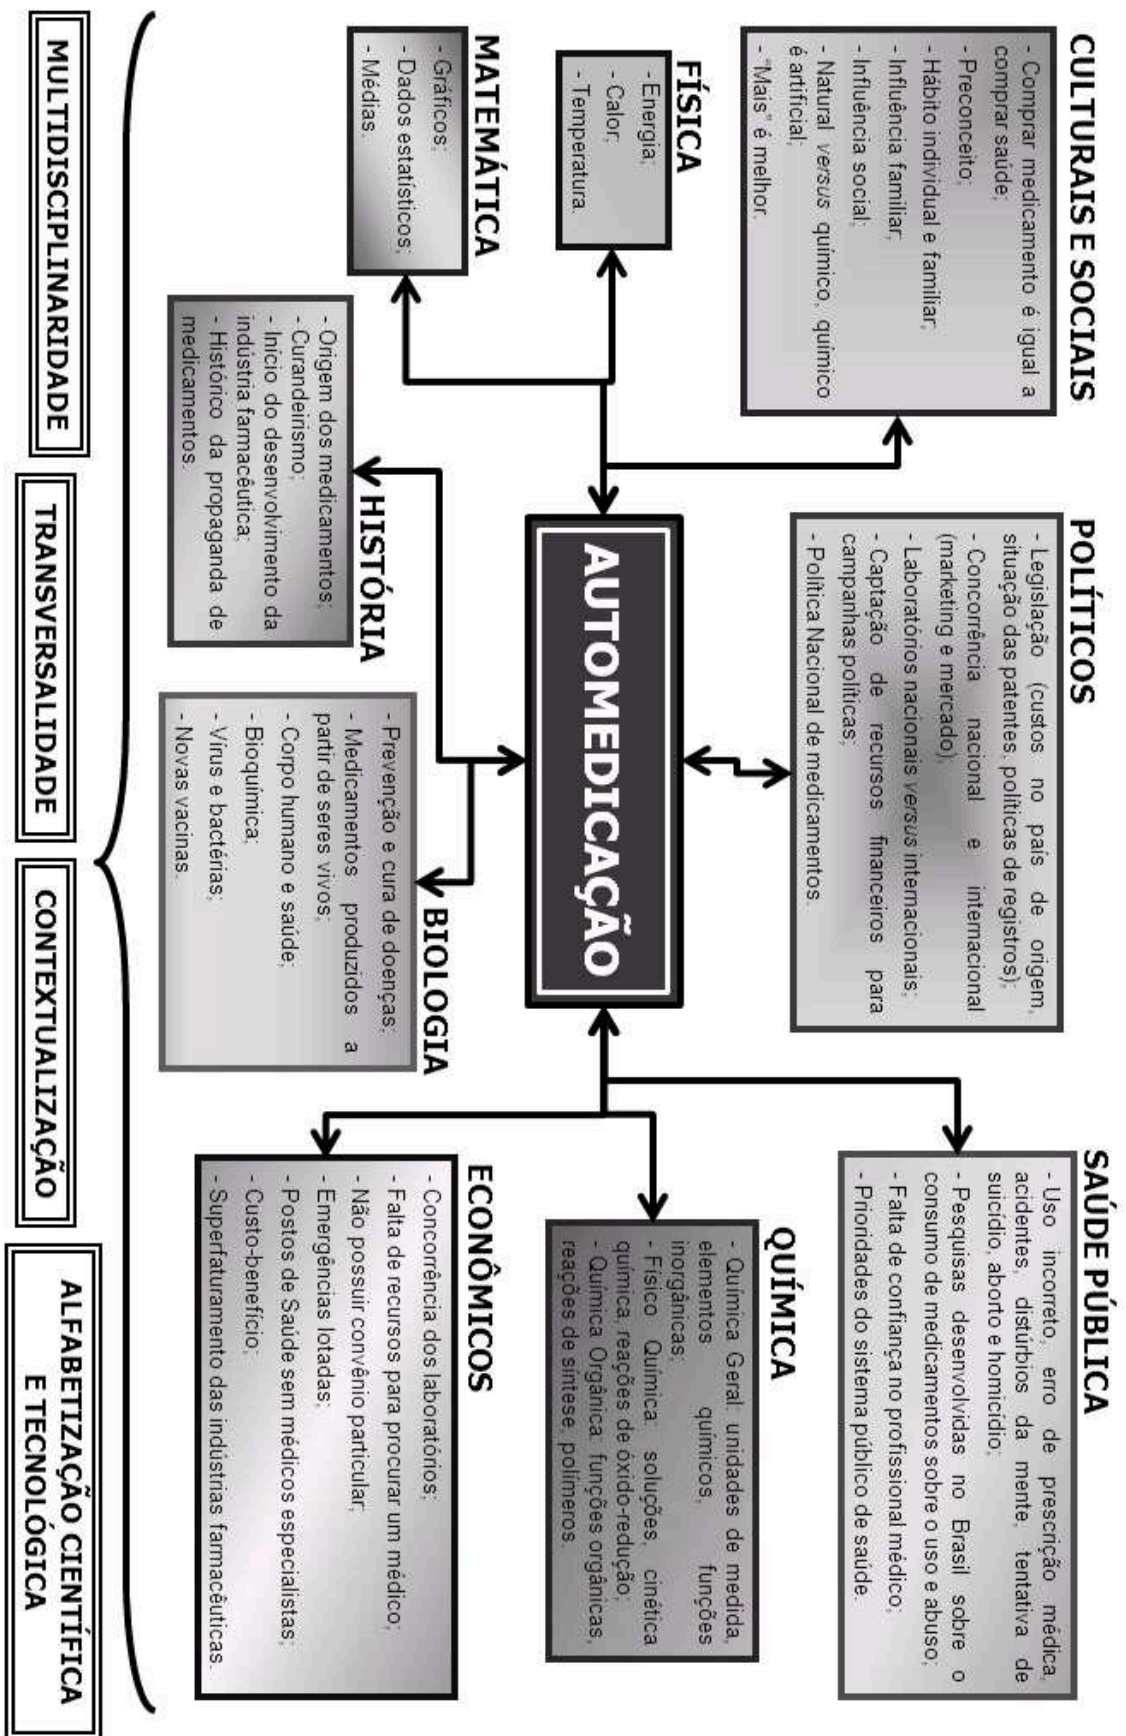 CULTURAIS E SOCIAIS
- Comprar medicamento é igual a
comprar saúde;
- Preconceito;
- Hábito individual e familiar;
- Influência familiar;
- Influência social;
- Natural versus químico, químico
é artificial;
- "Mais" é melhor.
POLÍTICOS
- Legislação (custos no país de origem,
situação das patentes, políticas de registros);
- Concorrência nacional e internacional
(marketing e mercado);
- Laboratórios nacionais versus internacionais;
- Captação de recursos financeiros para
campanhas políticas;
- Política Nacional de medicamentos.
SAÚDE PÚBLICA
- Uso incorreto, erro de prescrição médica,
acidentes, distúrbios da mente, tentativa de
suicídio, aborto e homicídio;
- Pesquisas desenvolvidas no Brasil sobre o
consumo de medicamentos sobre o uso e abuso;
- Falta de confiança no profissional médico;
- Prioridades do sistema público de saúde.
FÍSICA
- Energia;
- Calor;
- Temperatura.
AUTOMEDICAÇÃO
QUÍMICA
- Química Geral: unidades de medida,
elementos químicos, funções
inorgânicas;
- Físico Química: soluções, cinética
química, reações de óxido-redução;
- Química Orgânica: funções orgânicas,
reações de síntese, polímeros.
MATEMÁTICA
- Gráficos;
- Dados estatísticos;
- Médias.
HISTÓRIA
- Origem dos medicamentos;
- Curandeirismo;
- Início do desenvolvimento da
indústria farmacêutica;
- Histórico da propaganda de
medicamentos.
BIOLOGIA
- Prevenção e cura de doenças;
- Medicamentos produzidos a
partir de seres vivos;
- Corpo humano e saúde;
- Bioquímica;
- Vírus e bactérias;
- Novas vacinas.
ECONÔMICOS
- Concorrência dos laboratórios;
- Falta de recursos para procurar um médico;
- Não possuir convênio particular;
- Emergências lotadas;
- Postos de Saúde sem médicos especialistas;
- Custo-benefício;
- Superfaturamento das indústrias farmacêuticas.
MULTIDISCIPLINARIDADE
TRANSVERSALIDADE
CONTEXTUALIZAÇÃO
ALFABETIZAÇÃO CIENTÍFICA
E TECNOLÓGICA